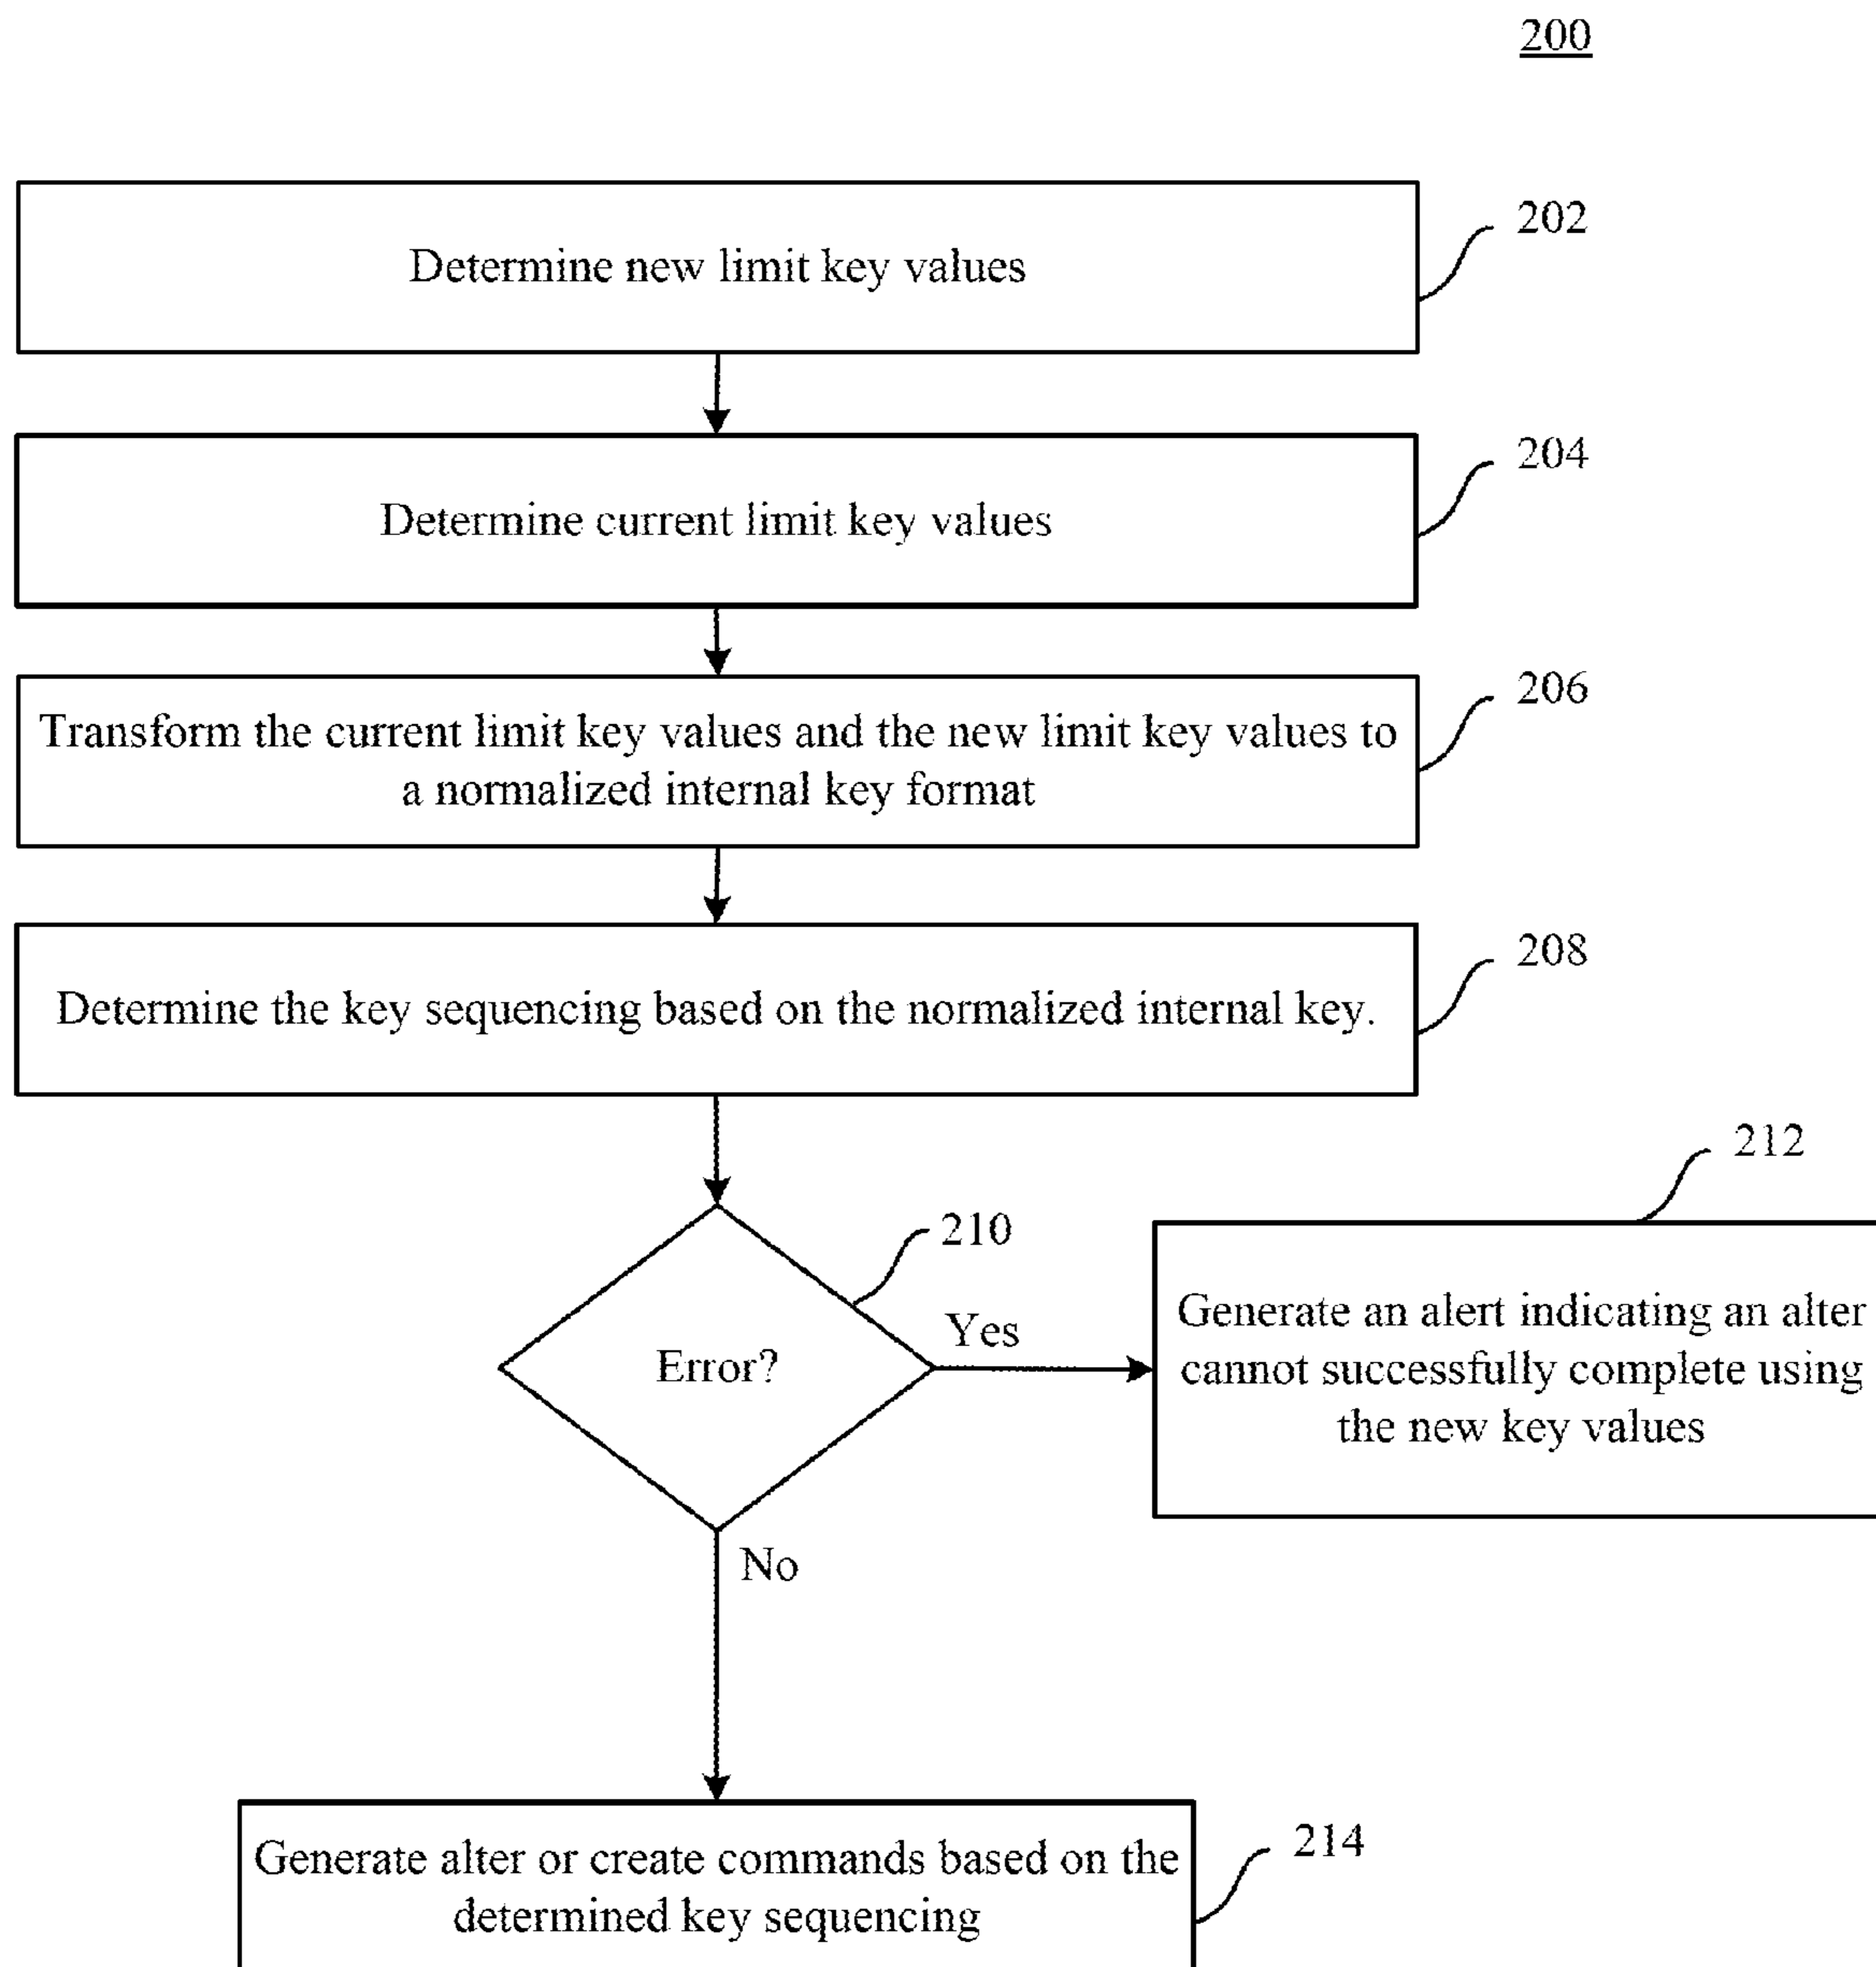 200
Determine new limit key values
202
Determine current limit key values
204
Transform the current limit key values and the new limit key values to
a normalized internal key format
206
Determine the key sequencing based on the normalized internal key.
208
Error?
210
Yes
No
212
Generate an alert indicating an alter
cannot successfully complete using
the new key values
Generate alter or create commands based on the
determined key sequencing
214